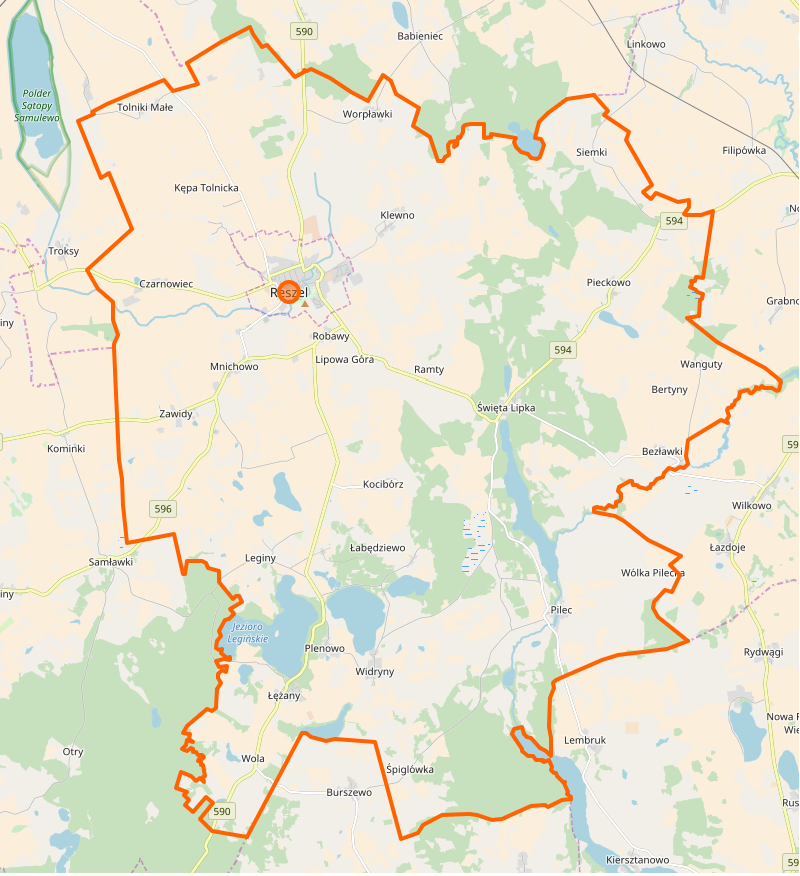 590
Babieniec
Linkowo
Polder
Sątopy
Samulewo
Tolniki Małe
Worpławki
Siemki
Filipówka
Kępa Tolnicka
Klewno
594
Troksy
Czarnowiec
Reszel
Pieckowo
Robawy
Mnichowo
Lipowa Góra
594
Ramty
Wanguty
Bertyny
Zawidy
Święta Lipka
Kominki
Bezławki
Kocibórz
Wilkowo
596
Łabędziewo
Łazdoje
Leginy
Samławki
Wólka Pilecka
Pilec
Jezioro
Legińskie
Plenowo
Rydwągi
Widryny
Łężany
Otry
Wola
Lembruk
Śpiglówka
Burszewo
590
Kiersztanowo